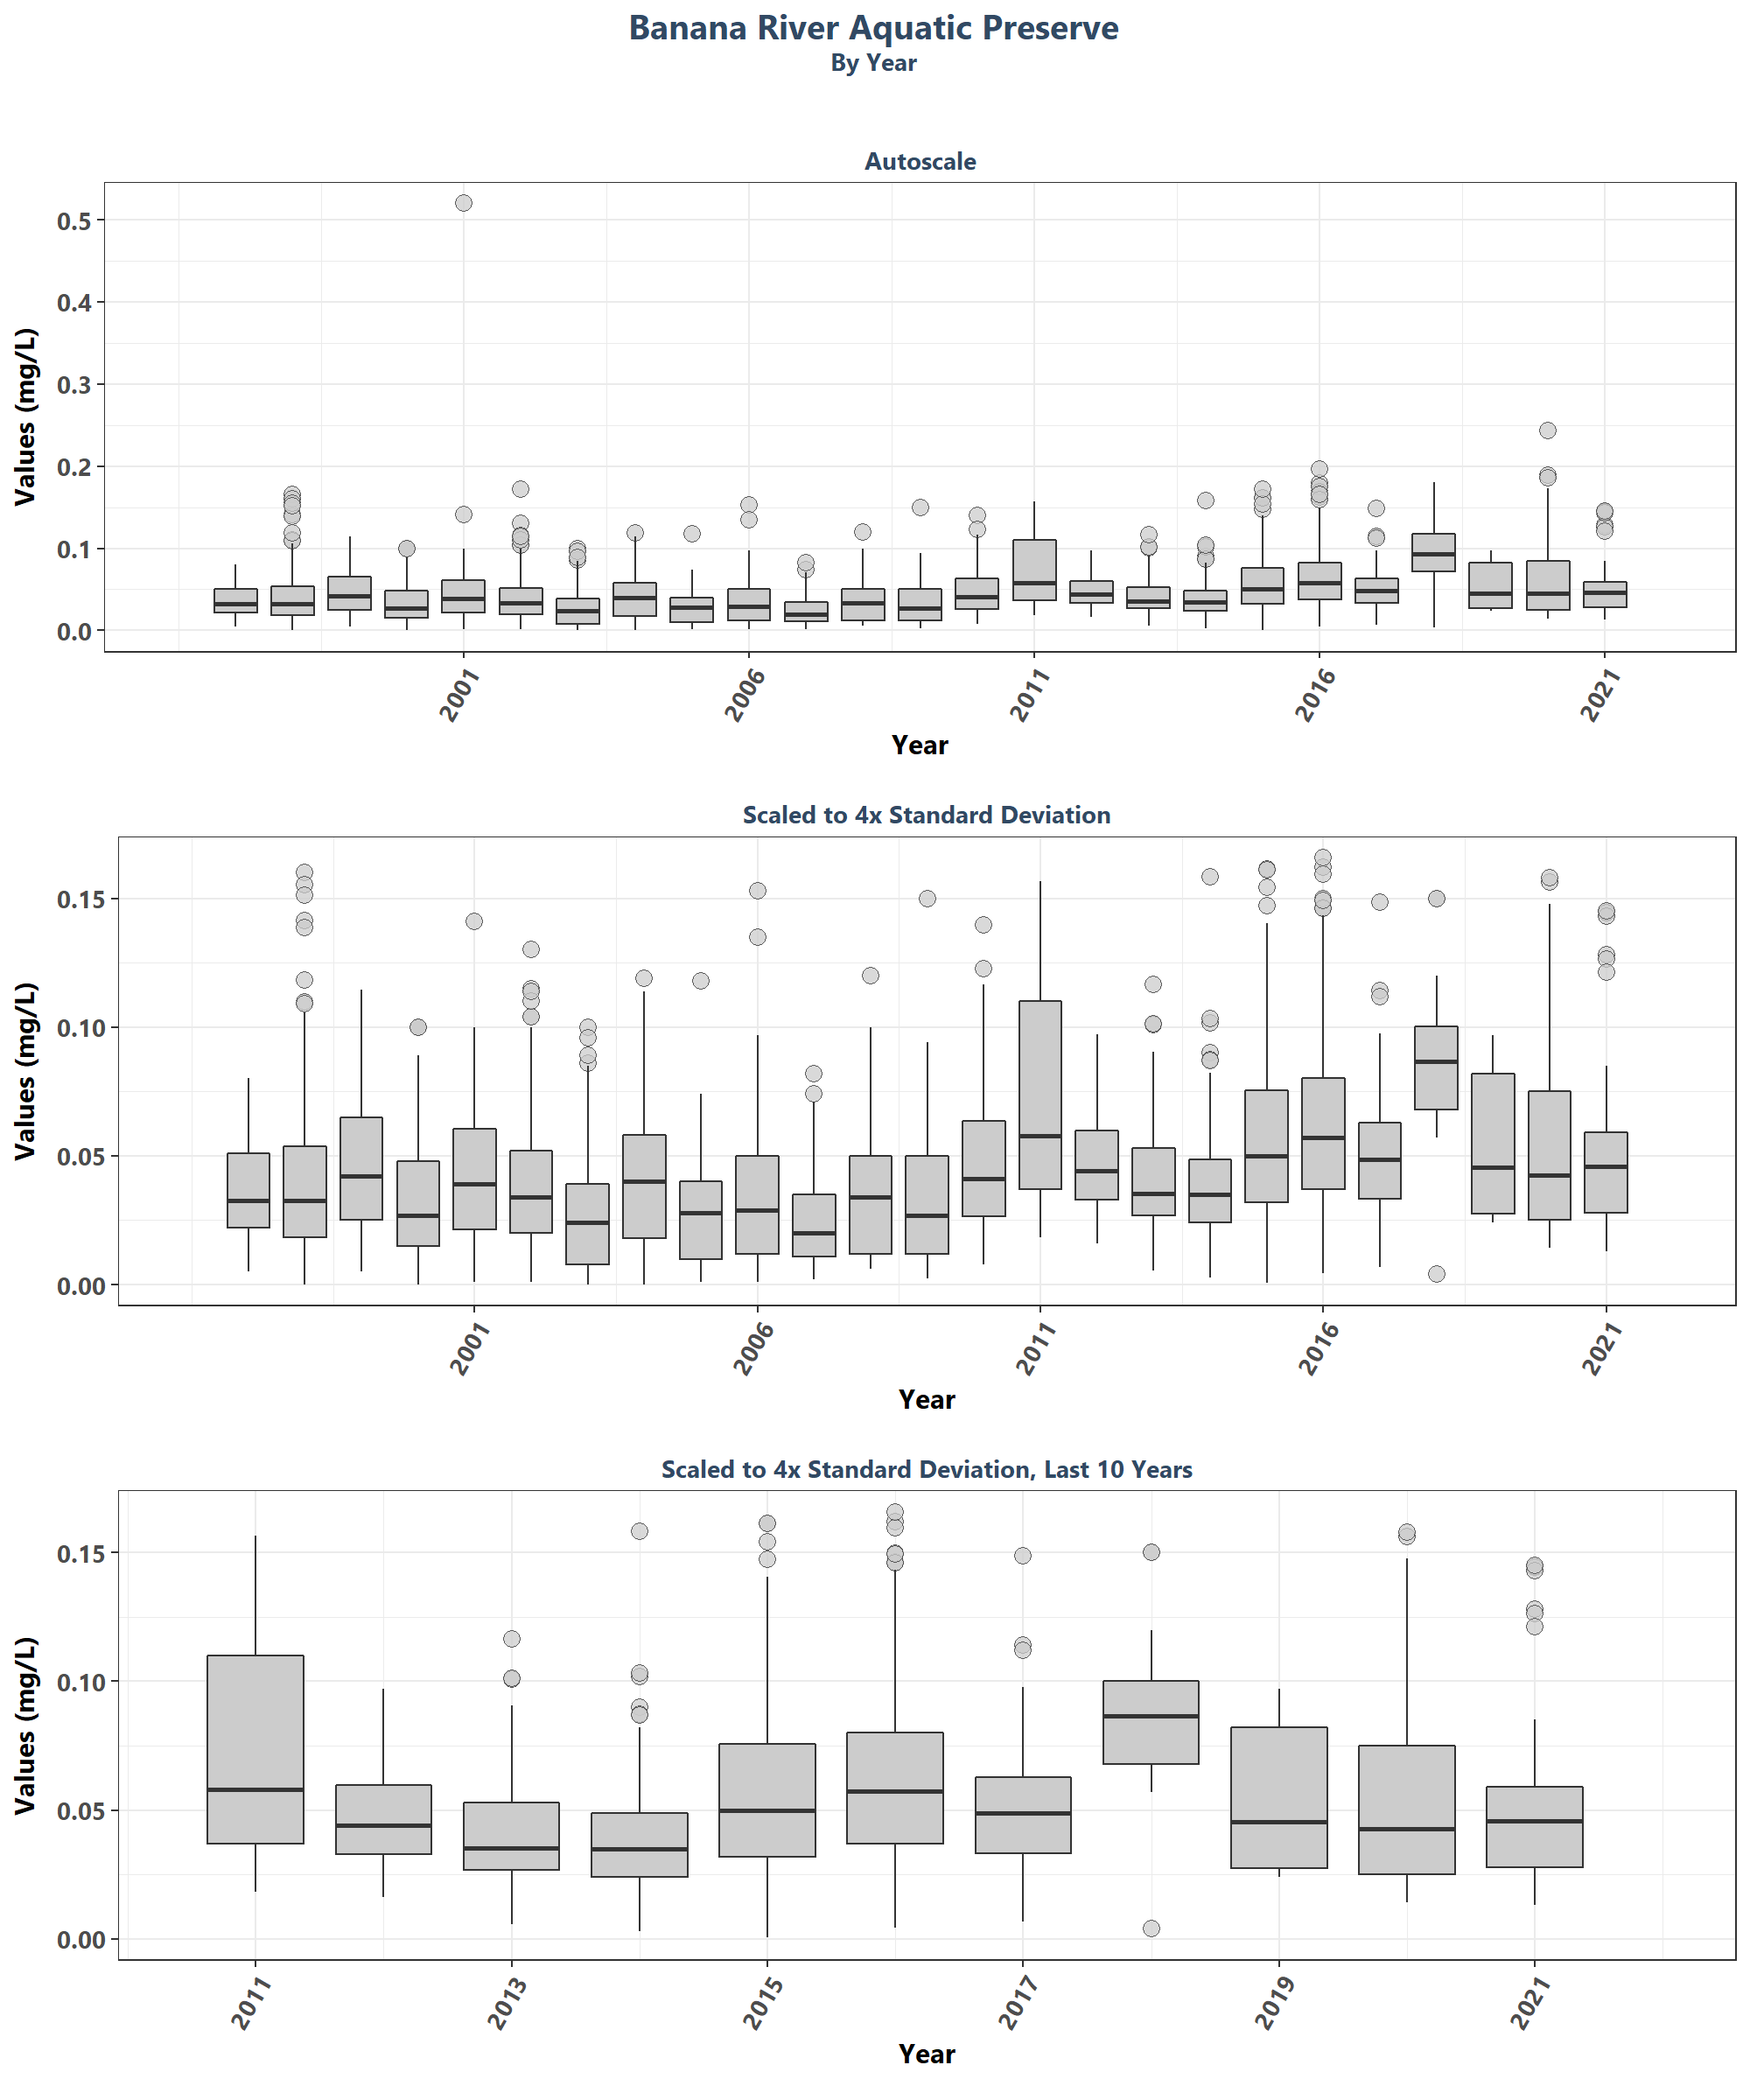 Banana River Aquatic Preserve
By Year
Autoscale
Values (mg/L)
0.5
0.4
0.3
0.2
0.1
0.0
2001 2006 2011 2016 2021
Year
Scaled to 4x Standard Deviation
Values (mg/L)
0.15
0.10
0.05
0.00
2001 2006 2011 2016 2021
Year
Scaled to 4x Standard Deviation, Last 10 Years
Values (mg/L)
0.15
0.10
0.05
0.00
2011 2013 2015 2017 2019 2021
Year